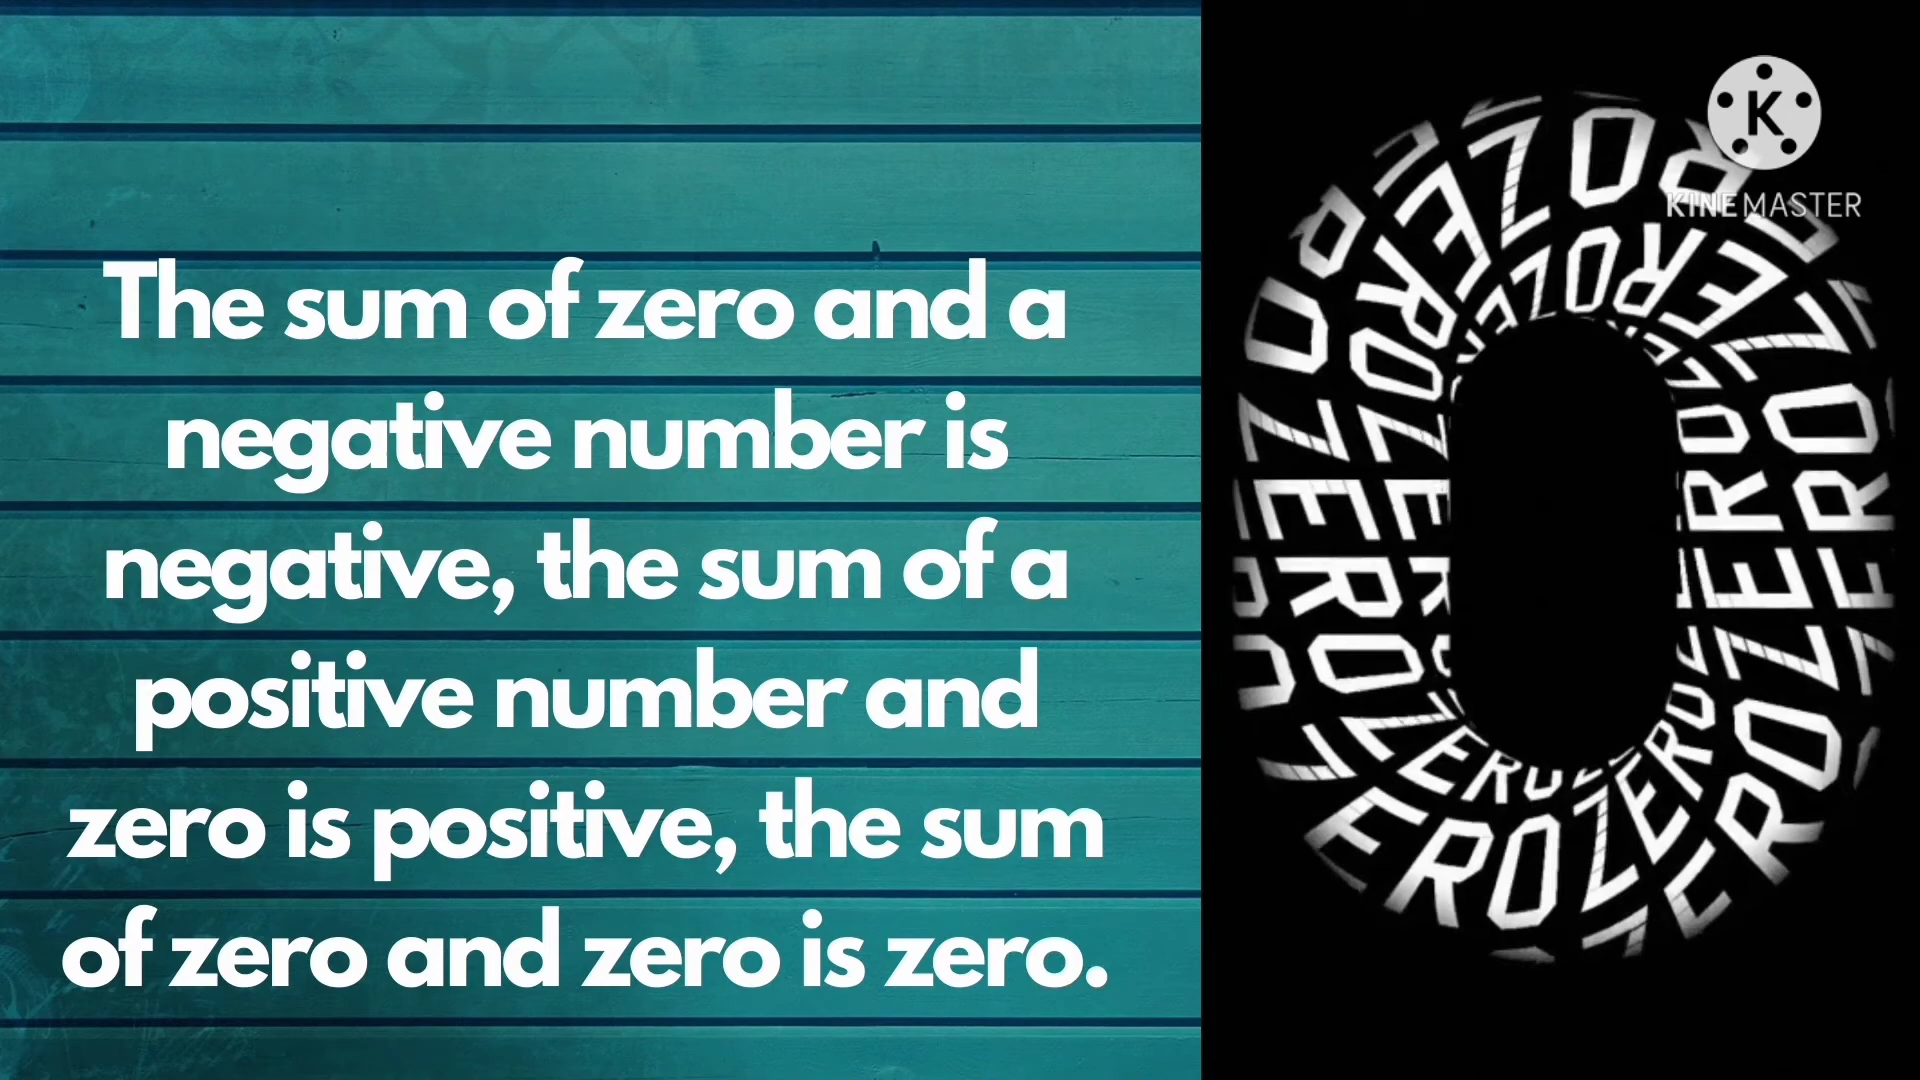 The sum of zero and a
negative number is
negative, the sum of a
positive number and
zero is positive, the sum
of zero and zero is zero.
K
KINEMASTER
ZERO